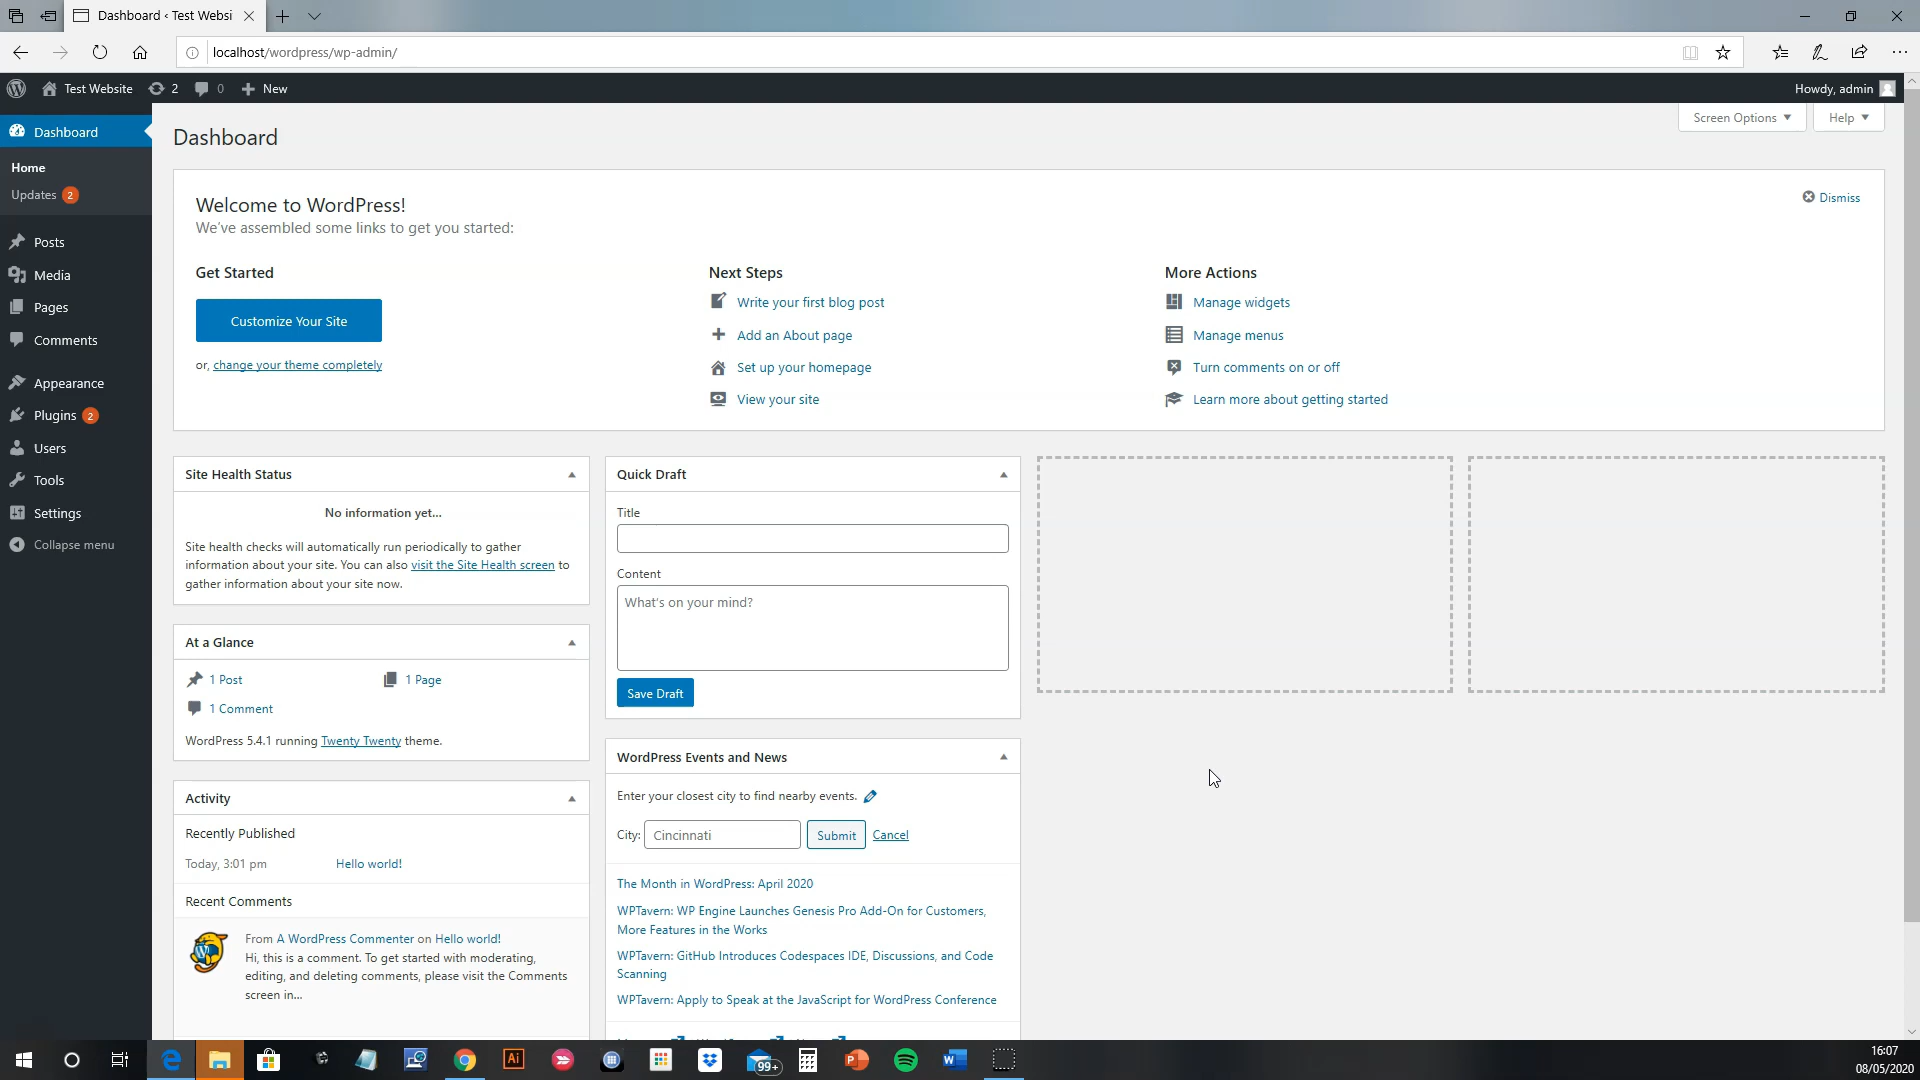 Dashboard ‹ Test Websi
localhost/wordpress/wp-admin/
Test Website 2 0 New
Howdy, admin
Dashboard
Home
Updates 2
Posts
Media
Pages
Comments
Appearance
Plugins 2
Users
Tools
Settings
Collapse menu
Dashboard
Screen Options
Help
Welcome to WordPress!
We've assembled some links to get you started:
Dismiss
Get Started
Customize Your Site
or, change your theme completely
Next Steps
Write your first blog post
Add an About page
Set up your homepage
View your site
More Actions
Manage widgets
Manage menus
Turn comments on or off
Learn more about getting started
Site Health Status
No information yet...
Site health checks will automatically run periodically to gather
information about your site. You can also visit the Site Health screen to
gather information about your site now.
At a Glance
1 Post
1 Page
1 Comment
WordPress 5.4.1 running Twenty Twenty theme.
Activity
Recently Published
Today, 3:01 pm Hello world!
Recent Comments
From A WordPress Commenter on Hello world!
Hi, this is a comment. To get started with moderating,
editing, and deleting comments, please visit the Comments
screen in...
Quick Draft
Title
Content
What's on your mind?
Save Draft
WordPress Events and News
Enter your closest city to find nearby events.
City: Cincinnati Submit Cancel
The Month in WordPress: April 2020
WPTavern: WP Engine Launches Genesis Pro Add-On for Customers,
More Features in the Works
WPTavern: GitHub Introduces Codespaces IDE, Discussions, and Code
Scanning
WPTavern: Apply to Speak at the JavaScript for WordPress Conference
Ai
99+
P
W
16:07
08/05/2020